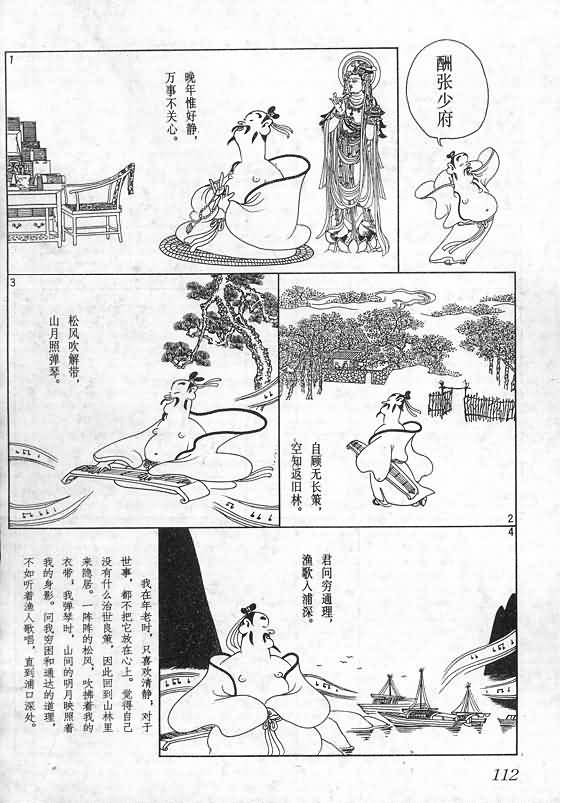 酬张少府
1
晚年惟好静，
万事不关心。
2
自顾无长策，
空知返旧林。
3
松风吹解带，
山月照弹琴。
4
君问穷通理，
渔歌入浦深。
我在年老时，只喜欢清静，对于
世事，都不把它放在心上。觉得自己
没有什么治世良策，因此回到山林里
来隐居。一阵阵的松风，吹拂着我的
衣带；我弹琴时，山间的明月映照着
我的身影。问我穷困和通达的道理，
不如听着渔人歌唱，直到浦口深处。
112